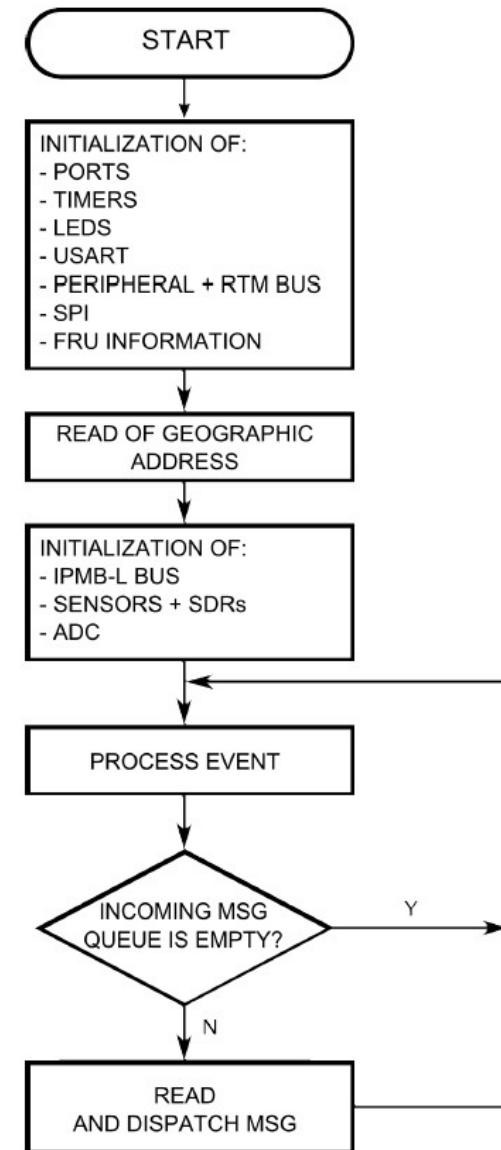 START
INITIALIZATION OF:
- PORTS
- TIMERS
- LEDS
- USART
- PERIPHERAL + RTM BUS
- SPI
- FRU INFORMATION
READ OF GEOGRAPHIC
ADDRESS
INITIALIZATION OF:
- IPMB-L BUS
- SENSORS + SDRs
- ADC
PROCESS EVENT
INCOMING MSG
QUEUE IS EMPTY?
Y
N
READ
AND DISPATCH MSG